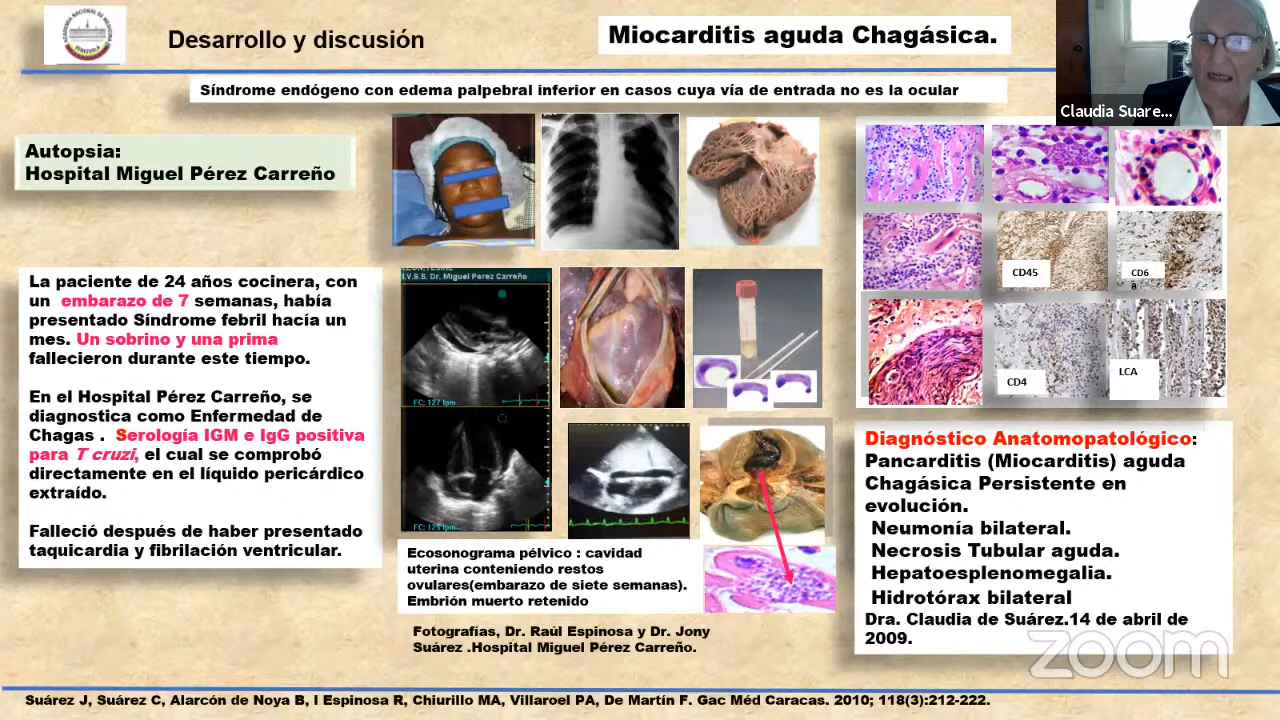 ACADEMIA NACIONAL DE MEDICINA
VENEZUELA
Desarrollo y discusión
Miocarditis aguda Chagásica.
Síndrome endógeno con edema palpebral inferior en casos cuya vía de entrada no es la ocular
Claudia Suare...
Autopsia:
Hospital Miguel Pérez Carreño
La paciente de 24 años cocinera, con
un embarazo de 7 semanas, había
presentado Síndrome febril hacía un
mes. Un sobrino y una prima
fallecieron durante este tiempo.
En el Hospital Pérez Carreño, se
diagnostica como Enfermedad de
Chagas . Serología IGM e IgG positiva
para T cruzi, el cual se comprobó
directamente en el líquido pericárdico
extraído.
Falleció después de haber presentado
taquicardia y fibrilación ventricular.
I.V.S.S. Dr. Miguel Perez Carreño
FC: 127 lpm
FC: 125 lpm
Ecosonograma pélvico : cavidad
uterina conteniendo restos
ovulares(embarazo de siete semanas).
Embrión muerto retenido
Fotografías, Dr. Raúl Espinosa y Dr. Jony
Suárez .Hospital Miguel Pérez Carreño.
CD45
CD6
8
CD4
LCA
Diagnóstico Anatomopatológico:
Pancarditis (Miocarditis) aguda
Chagásica Persistente en
evolución.
Neumonía bilateral.
Necrosis Tubular aguda.
Hepatoesplenomegalia.
Hidrotórax bilateral
Dra. Claudia de Suárez.14 de abril de
2009.
zoom
Suárez J, Suárez C, Alarcón de Noya B, I Espinosa R, Chiurillo MA, Villaroel PA, De Martín F. Gac Méd Caracas. 2010; 118(3):212-222.